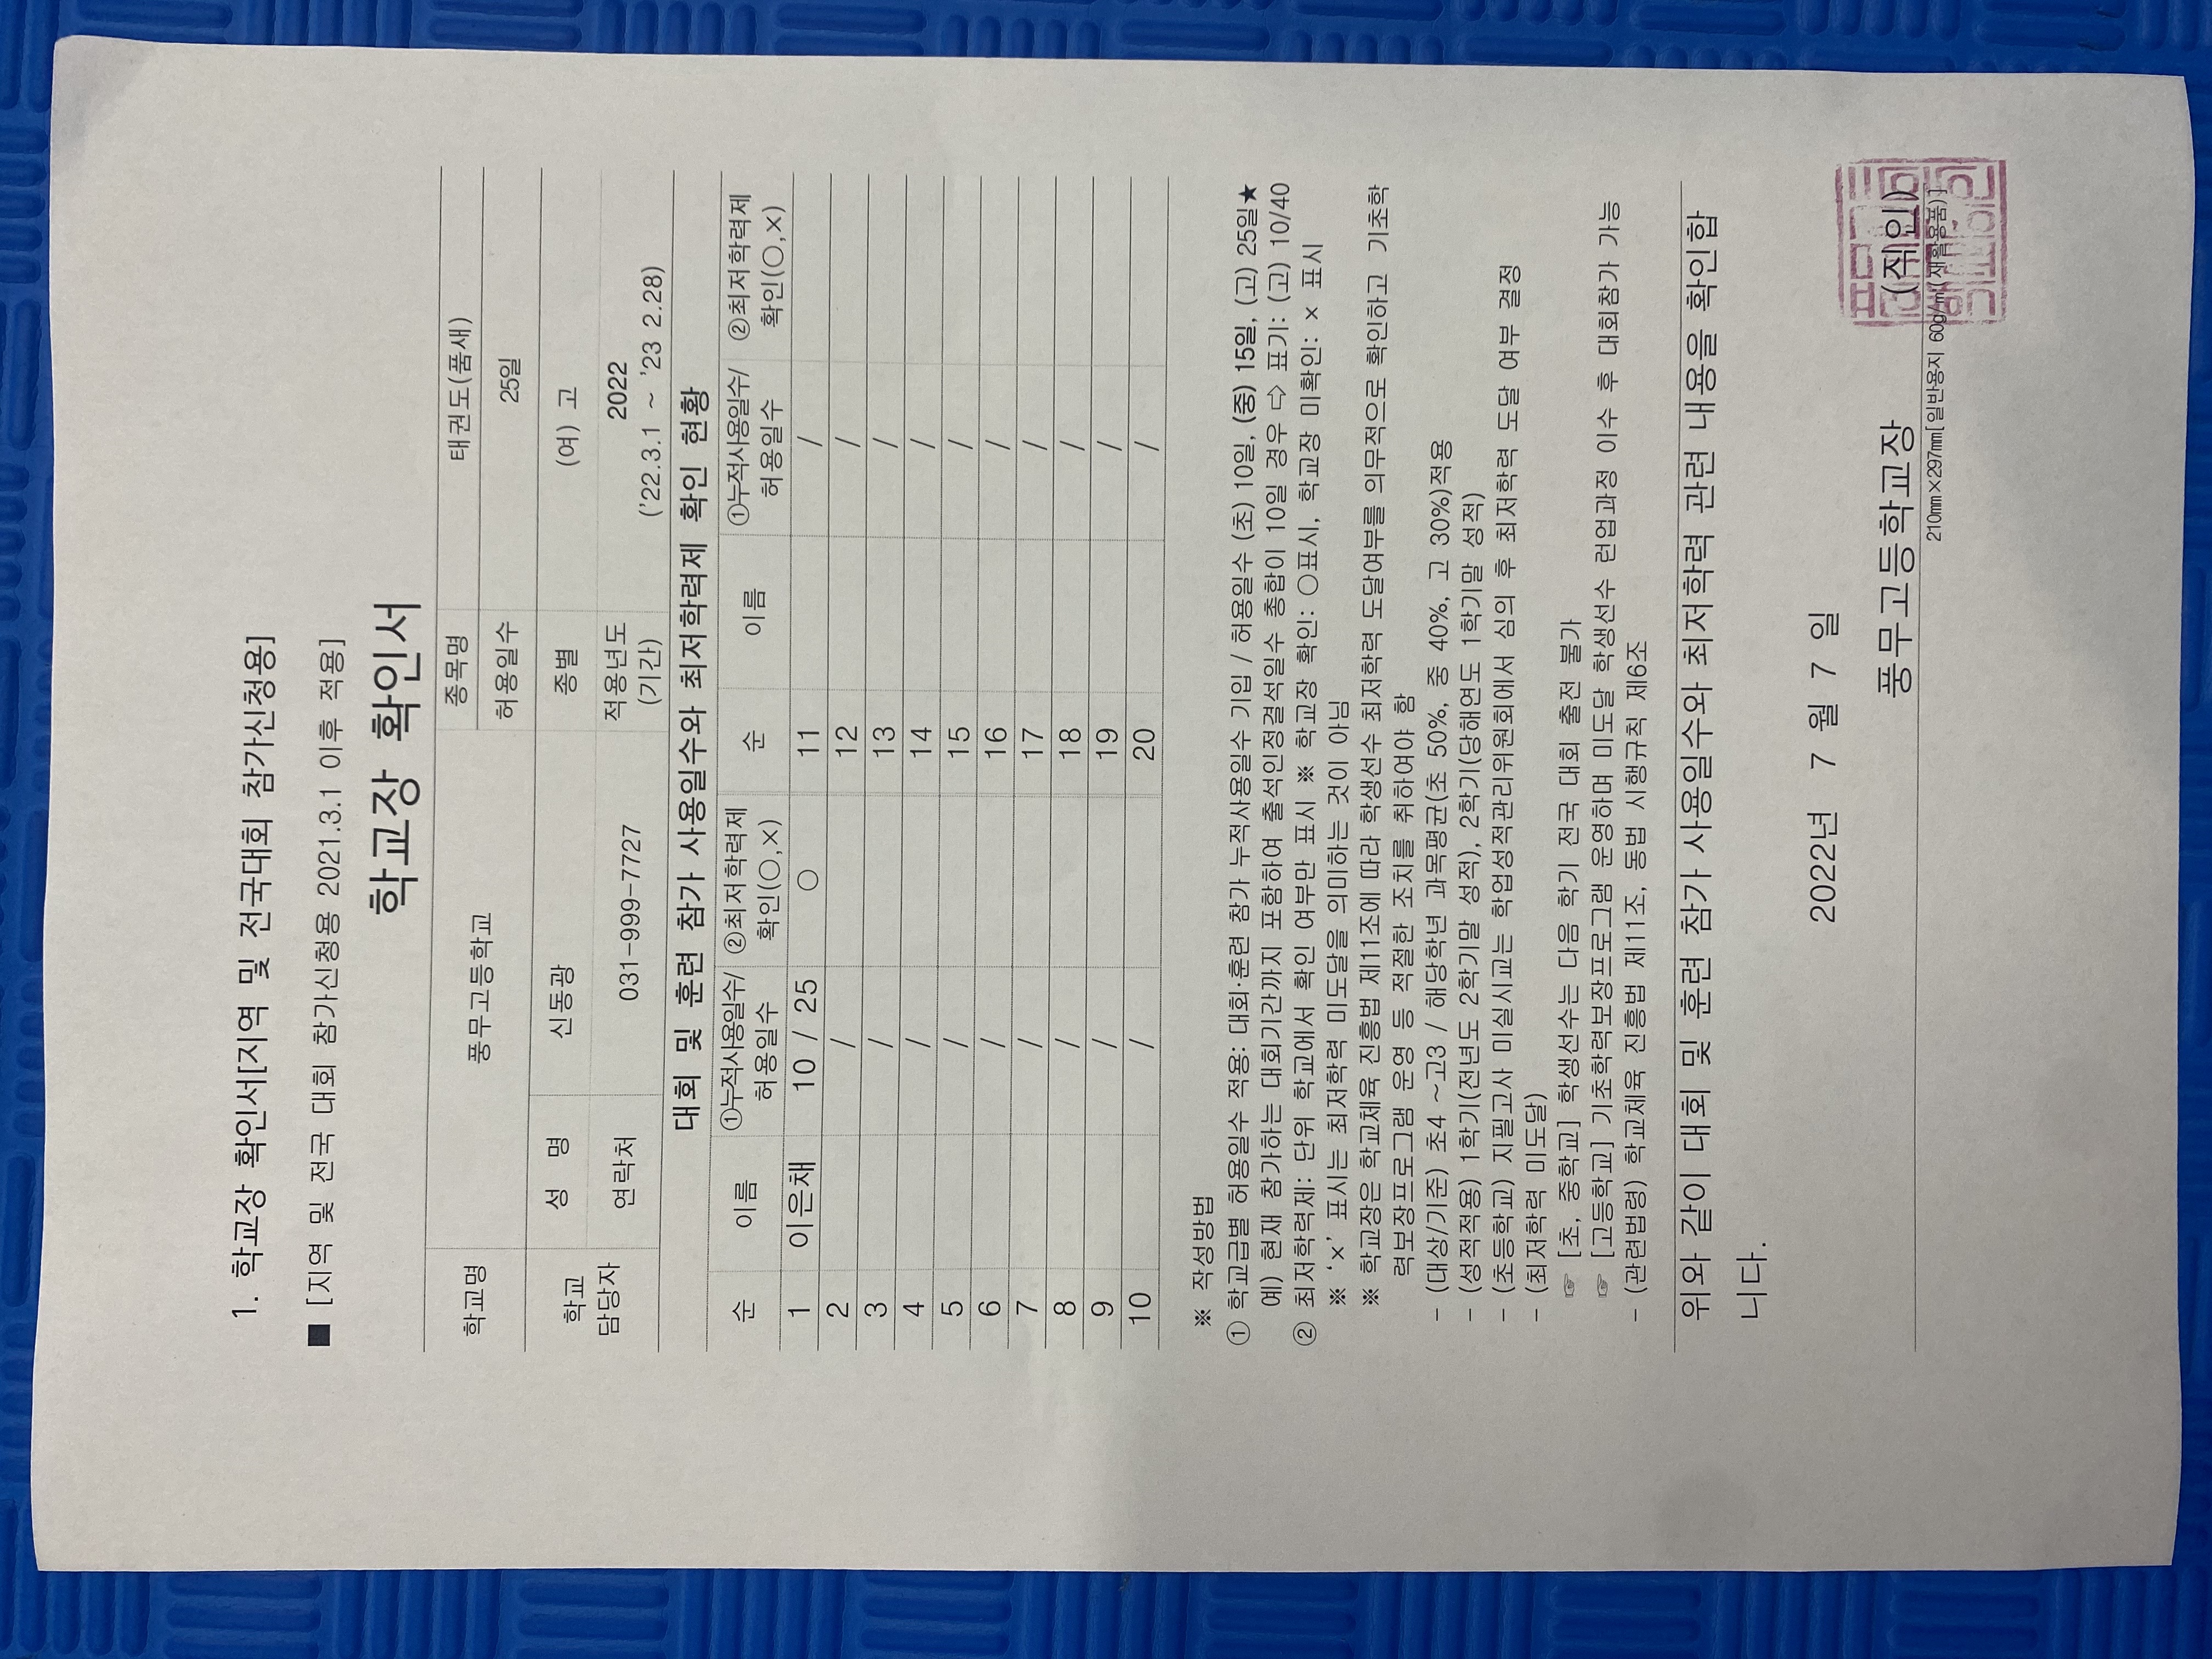 1. 학교장 확인서[지역 및 전국대회 참가신청용]
■ [지역 및 전국 대회 참가신청용 2021.3.1 이후 적용]
학교장 확인서
학교명 풍무고등학교 종목명 태권도(품새)
허용일수 25일
학교 담당자 성 명 신동광 종별 (여) 고
연락처 031-999-7727 적용년도 (기간) 2022 ('22.3.1 ~ '23 2.28)
대회 및 훈련 참가 사용일수와 최저학력제 확인 현황
순 이름 ①누적사용일수/허용일수 ②최저학력제 확인(○,×) 순 이름 ①누적사용일수/허용일수 ②최저학력제 확인(○,×)
1 이은채 10 / 25 ○ 11 /
2 / 12 /
3 / 13 /
4 / 14 /
5 / 15 /
6 / 16 /
7 / 17 /
8 / 18 /
9 / 19 /
10 / 20 /
※ 작성방법
① 학교급별 허용일수 적용: 대회·훈련 참가 누적사용일수 기입 / 허용일수 (초) 10일, (중) 15일, (고) 25일★
예) 현재 참가하는 대회기간까지 포함하여 출석인정결석일수 총합이 10일 경우 ⇨ 표기: (고) 10/40
② 최저학력제: 단위 학교에서 확인 여부만 표시 ※ 학교장 확인: ○표시, 학교장 미확인: × 표시
※ '×' 표시는 최저학력 미도달을 의미하는 것이 아님
※ 학교장은 학교체육 진흥법 제11조에 따라 학생선수 최저학력 도달여부를 의무적으로 확인하고 기초학
력보장프로그램 운영 등 적절한 조치를 취하여야 함
- (대상/기준) 초4 ~고3 / 해당학년 과목평균(초 50%, 중 40%, 고 30%)적용
- (성적적용) 1학기(전년도 2학기말 성적), 2학기(당해연도 1학기말 성적)
- (초등학교) 지필고사 미실시교는 학업성적관리위원회에서 심의 후 최저학력 도달 여부 결정
- (최저학력 미도달)
☞ [초, 중학교] 학생선수는 다음 학기 전국 대회 출전 불가
☞ [고등학교] 기초학력보장프로그램 운영하며 미도달 학생선수 런업과정 이수 후 대회참가 가능
- (관련법령) 학교체육 진흥법 제11조, 동법 시행규칙 제6조
위와 같이 대회 및 훈련 참가 사용일수와 최저학력 관련 내용을 확인합
니다.
2022년 7 월 7 일
풍무고등학교장 (직인)
210㎜×297㎜[일반용지 60g/㎡(재활용품)]